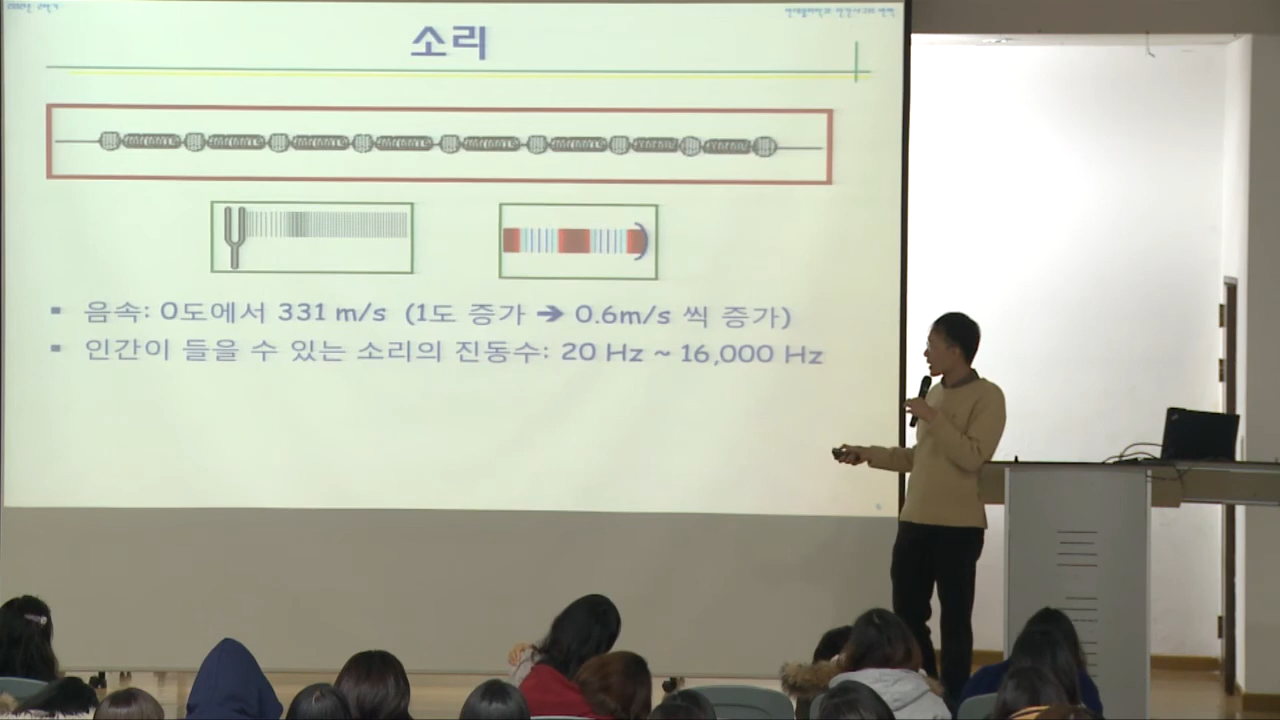 소리
▪ 음속: 0도에서 331 m/s (1도 증가 ➔ 0.6m/s 씩 증가)
▪ 인간이 들을 수 있는 소리의 진동수: 20 Hz ~ 16,000 Hz